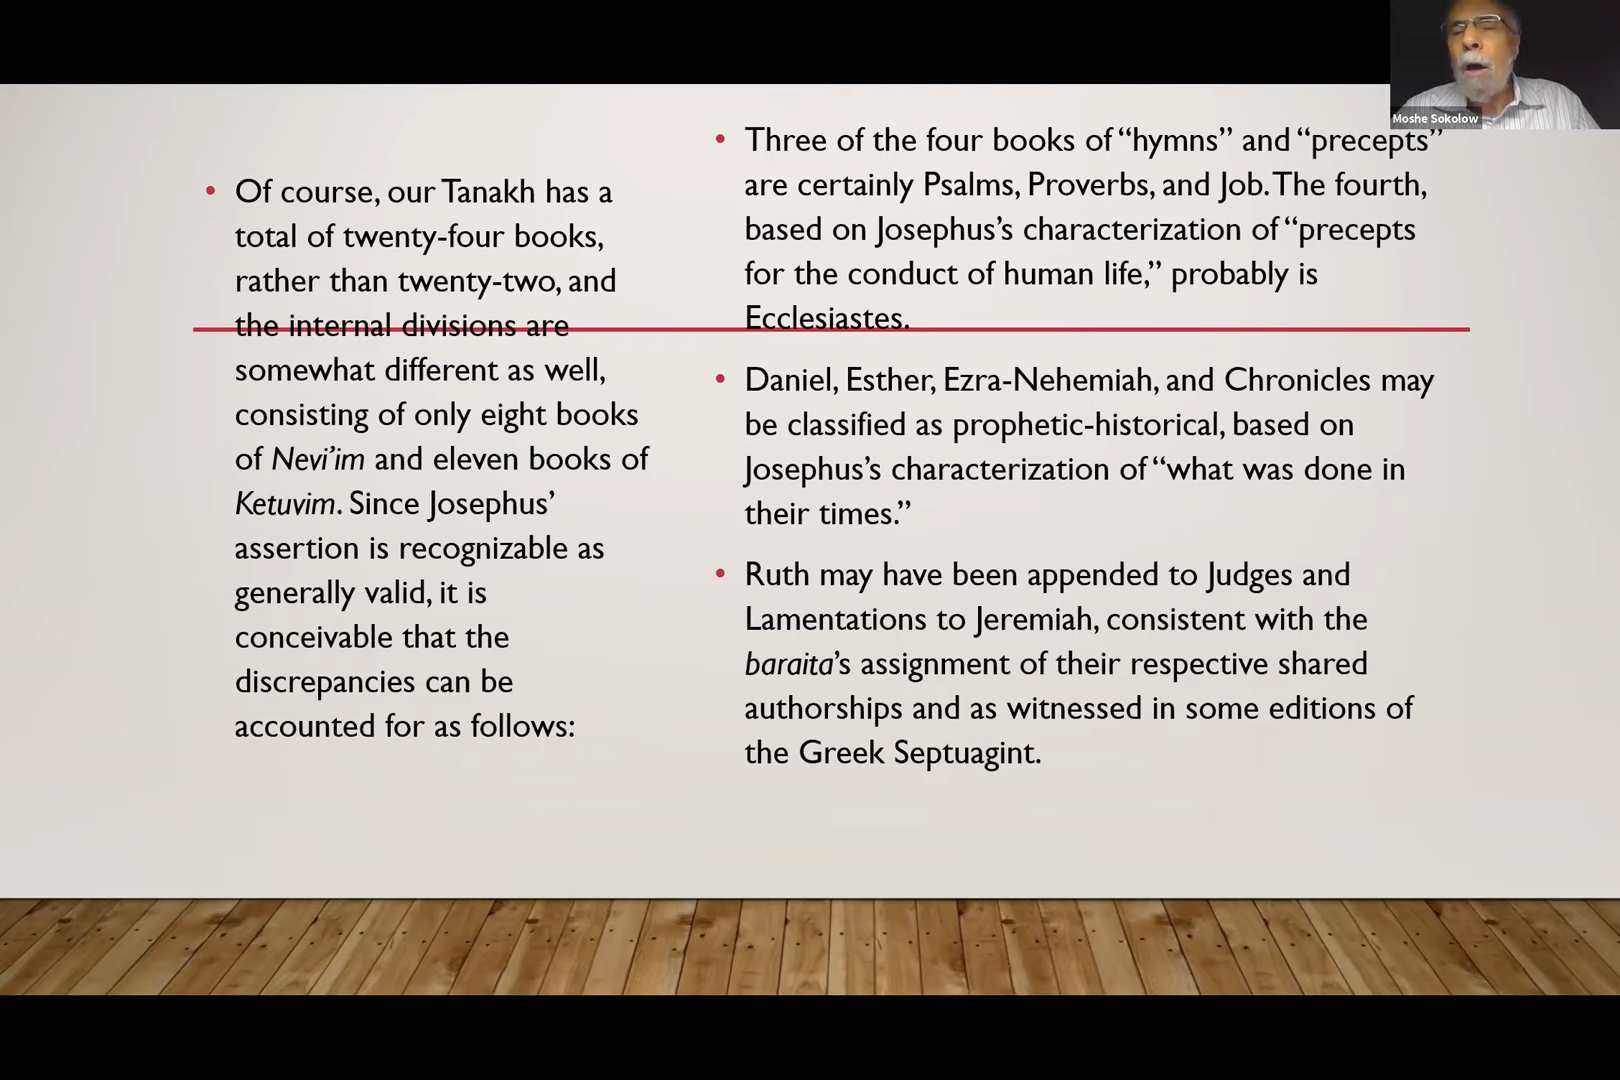 Moshe Sokolow
• Of course, our Tanakh has a
total of twenty-four books,
rather than twenty-two, and
the internal divisions are
somewhat different as well,
consisting of only eight books
of Nevi’im and eleven books of
Ketuvim. Since Josephus’
assertion is recognizable as
generally valid, it is
conceivable that the
discrepancies can be
accounted for as follows:
• Three of the four books of “hymns” and “precepts”
are certainly Psalms, Proverbs, and Job. The fourth,
based on Josephus’s characterization of “precepts
for the conduct of human life,” probably is
Ecclesiastes.
• Daniel, Esther, Ezra-Nehemiah, and Chronicles may
be classified as prophetic-historical, based on
Josephus’s characterization of “what was done in
their times.”
• Ruth may have been appended to Judges and
Lamentations to Jeremiah, consistent with the
baraita’s assignment of their respective shared
authorships and as witnessed in some editions of
the Greek Septuagint.